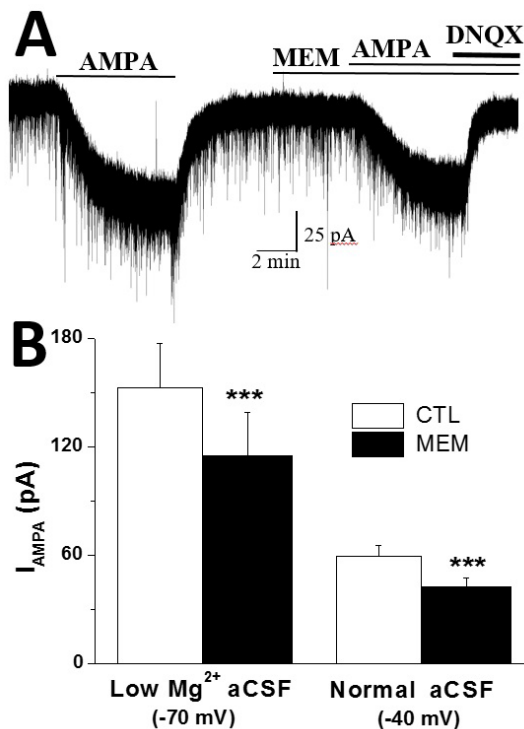 A
AMPA
MEM
AMPA
DNQX
25 pA
2 min
B
180
120
60
0
I_AMPA (pA)
***
***
CTL
MEM
Low Mg²⁺ aCSF
(-70 mV)
Normal aCSF
(-40 mV)